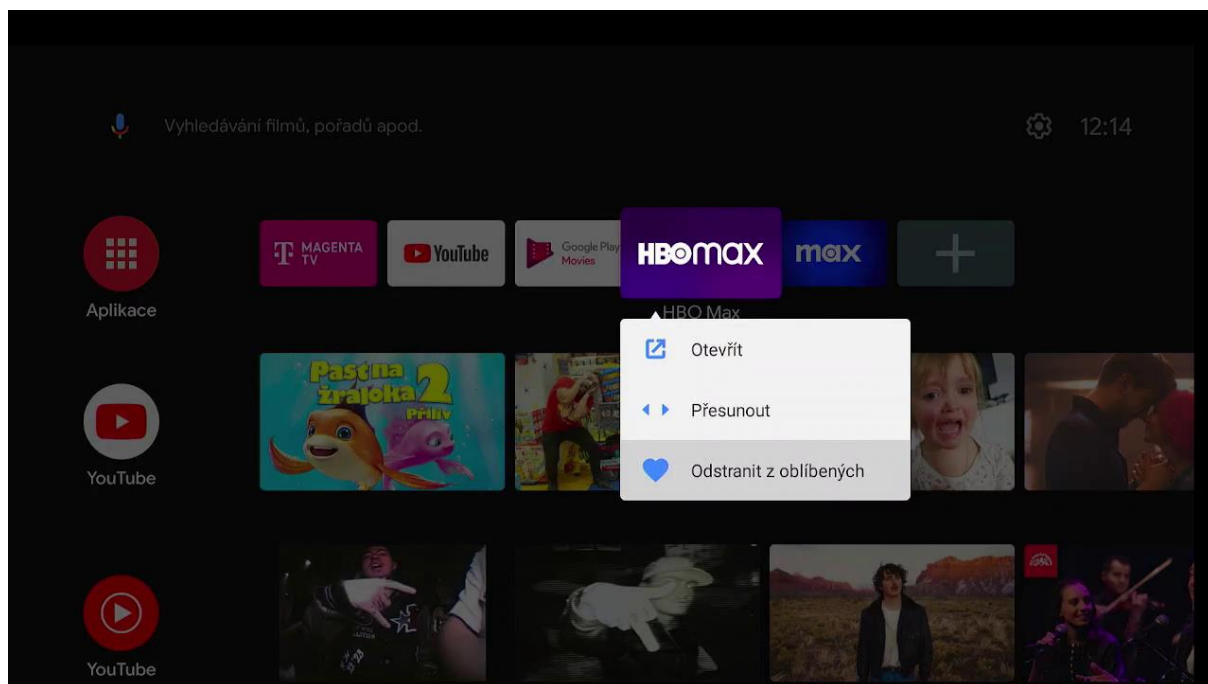 Vyhledávání filmů, pořadů apod.
12:14
T MAGENTA
TV
YouTube
Google Play
Movies
HBOmax
max
Aplikace
HBO Max
Otevřít
Přesunout
Odstranit z oblíbených
Past na
žraloka 2
Příliv
YouTube
YouTube